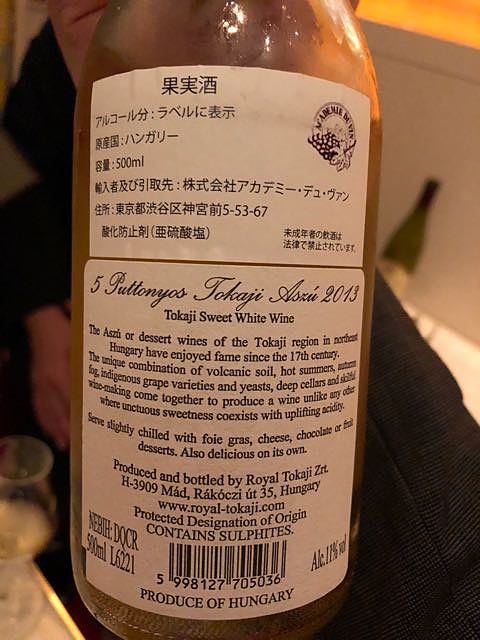 果実酒
アルコール分：ラベルに表示
原産国：ハンガリー
容量：500ml
輸入者及び引取先：株式会社アカデミー・デュ・ヴァン
住所：東京都渋谷区神宮前5-53-67
酸化防止剤（亜硫酸塩）
未成年者の飲酒は
法律で禁止されています。
ACADEMIE DU VIN
5 Puttonyos Tokaji Aszú 2013
Tokaji Sweet White Wine
The Aszú or dessert wines of the Tokaji region in northeast
Hungary have enjoyed fame since the 17th century.
The unique combination of volcanic soil, hot summers, autumn
fog, indigenous grape varieties and yeasts, deep cellars and skillful
wine-making come together to produce a wine unlike any other
where unctuous sweetness coexists with uplifting acidity.
Serve slightly chilled with foie gras, cheese, chocolate or fruit
desserts. Also delicious on its own.
Produced and bottled by Royal Tokaji Zrt.
H-3909 Mád, Rákóczi út 35, Hungary
www.royal-tokaji.com
Protected Designation of Origin
CONTAINS SULPHITES.
NÉBIH: DQCR
500ml L6221
Alc.11% vol
5 998127 705036
PRODUCE OF HUNGARY